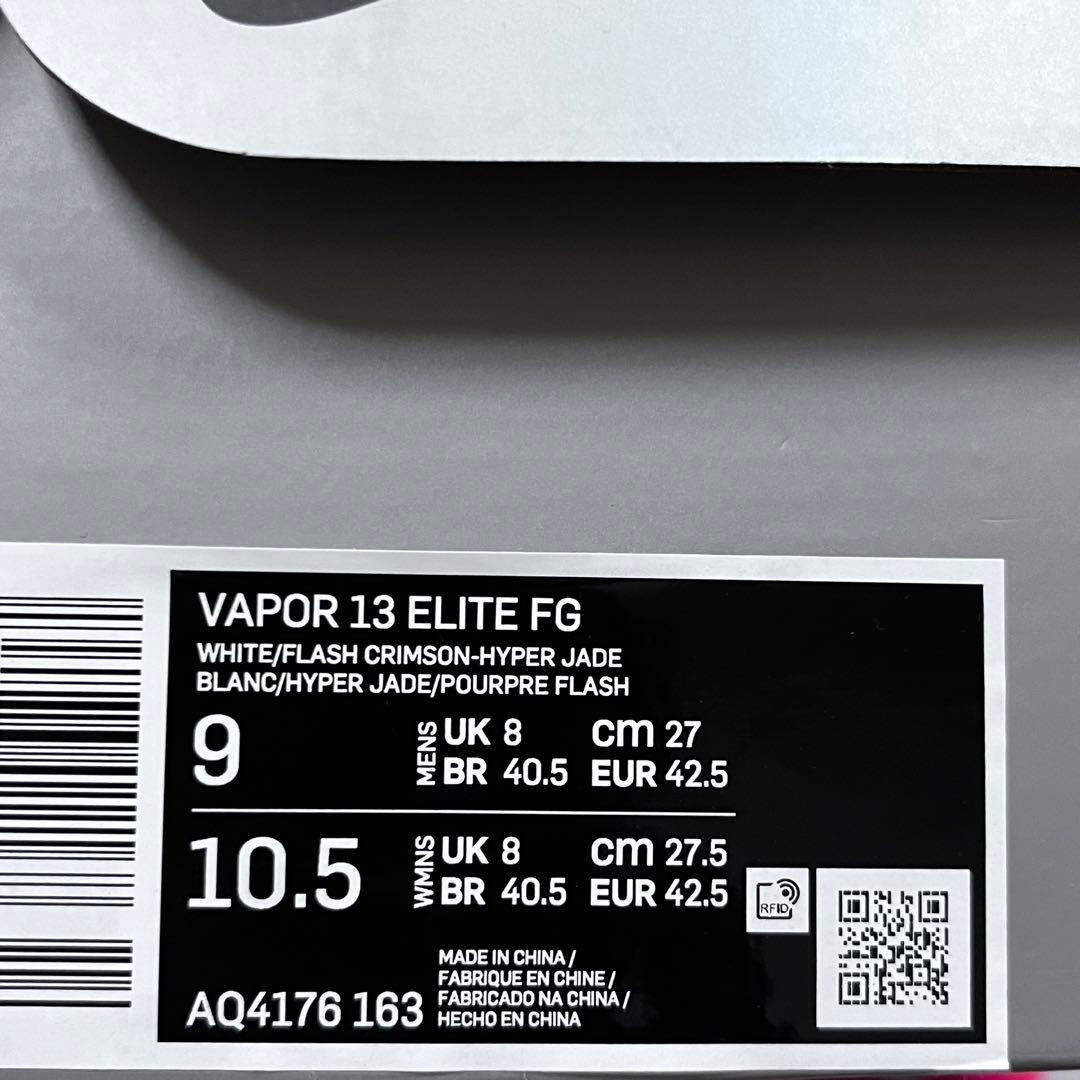 VAPOR 13 ELITE FG
WHITE/FLASH CRIMSON-HYPER JADE
BLANC/HYPER JADE/POURPRE FLASH
9
MENS
UK 8 cm 27
BR 40.5 EUR 42.5
10.5
WMNS
UK 8 cm 27.5
BR 40.5 EUR 42.5
RFID
AQ4176 163
MADE IN CHINA /
FABRIQUE EN CHINE /
FABRICADO NA CHINA /
HECHO EN CHINA